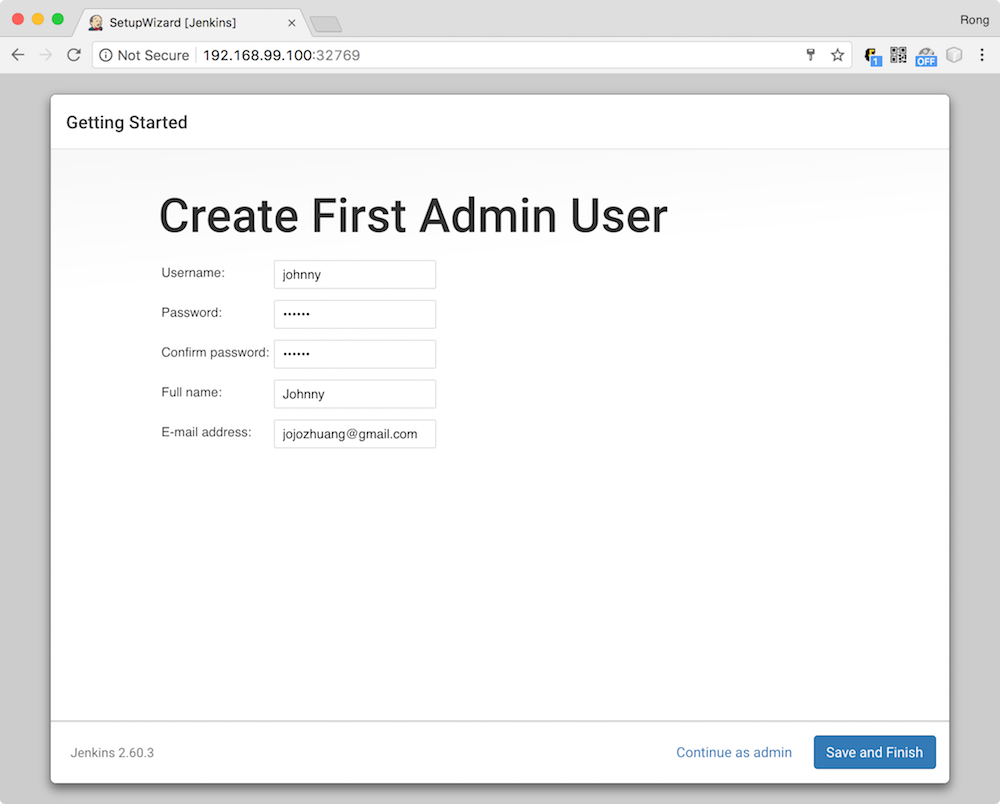 SetupWizard [Jenkins]
Rong
Not Secure 192.168.99.100:32769
1
OFF
Getting Started
Create First Admin User
Username: johnny
Password: ••••••
Confirm password: ••••••
Full name: Johnny
E-mail address: jojozhuang@gmail.com
Jenkins 2.60.3
Continue as admin
Save and Finish